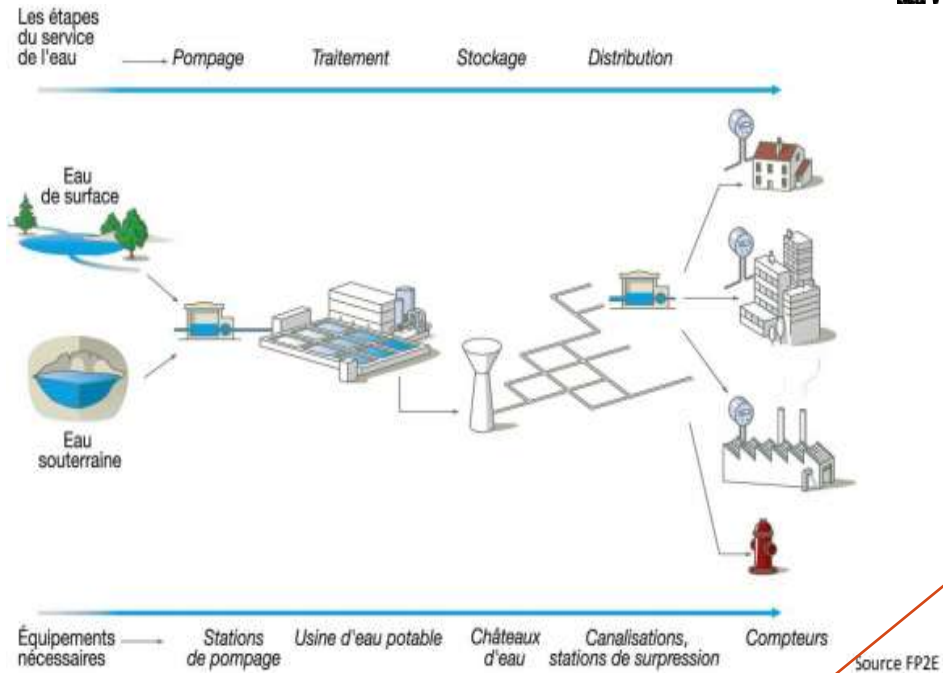 Les étapes
du service
de l'eau
Pompage
Traitement
Stockage
Distribution
Eau
de surface
Eau
souterraine
Équipements
nécessaires
Stations
de pompage
Usine d'eau potable
Châteaux
d'eau
Canalisations,
stations de surpression
Compteurs
Source FP2E